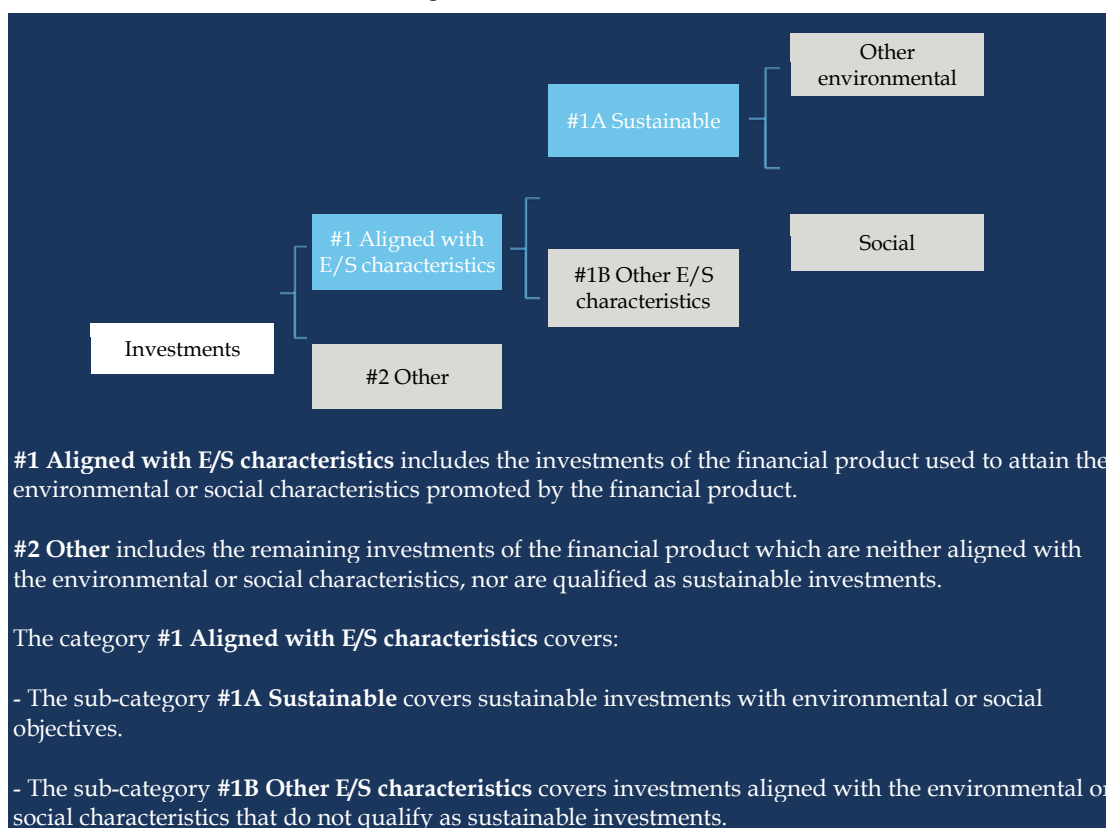 Other
environmental
#1A Sustainable
#1 Aligned with
E/S characteristics
Social
#1B Other E/S
characteristics
Investments
#2 Other
#1 Aligned with E/S characteristics includes the investments of the financial product used to attain the
environmental or social characteristics promoted by the financial product.
#2 Other includes the remaining investments of the financial product which are neither aligned with
the environmental or social characteristics, nor are qualified as sustainable investments.
The category #1 Aligned with E/S characteristics covers:
- The sub-category #1A Sustainable covers sustainable investments with environmental or social
objectives.
- The sub-category #1B Other E/S characteristics covers investments aligned with the environmental or
social characteristics that do not qualify as sustainable investments.